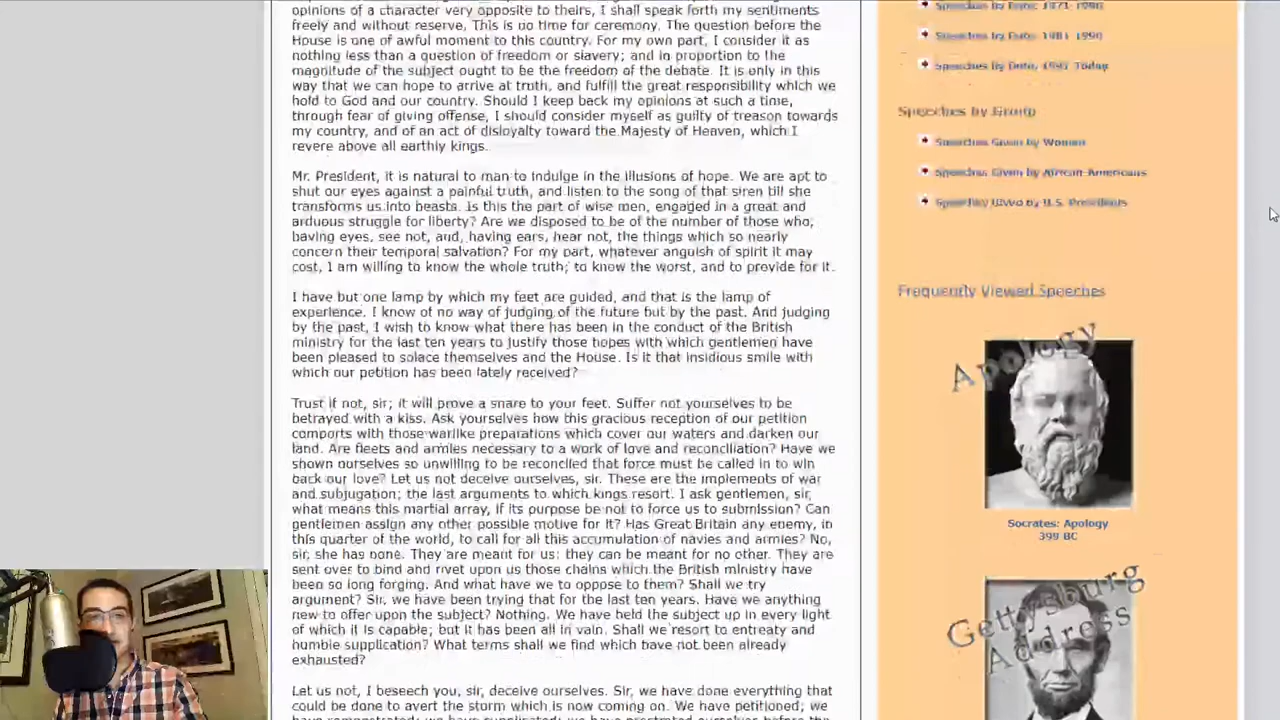 opinions of a character very opposite to theirs, I shall speak forth my sentiments
freely and without reserve, This is no time for ceremony. The question before the
House is one of awful moment to this country. For my own part, I consider it as
nothing less than a question of freedom or slavery; and in proportion to the
magnitude of the subject ought to be the freedom of the debate. It is only in this
way that we can hope to arrive at truth, and fulfill the great responsibility which we
hold to God and our country. Should I keep back my opinions at such a time,
through fear of giving offense, I should consider myself as guilty of treason towards
my country, and of an act of disloyalty toward the Majesty of Heaven, which I
revere above all earthly kings.
Mr. President, it is natural to man to indulge in the illusions of hope. We are apt to
shut our eyes against a painful truth, and listen to the song of that siren till she
transforms us into beasts. Is this the part of wise men, engaged in a great and
arduous struggle for liberty? Are we disposed to be of the number of those who,
having eyes, see not, and, having ears, hear not, the things which so nearly
concern their temporal salvation? For my part, whatever anguish of spirit it may
cost, I am willing to know the whole truth; to know the worst, and to provide for it.
I have but one lamp by which my feet are guided, and that is the lamp of
experience. I know of no way of judging of the future but by the past. And judging
by the past, I wish to know what there has been in the conduct of the British
ministry for the last ten years to justify those hopes with which gentlemen have
been pleased to solace themselves and the House. Is it that insidious smile with
which our petition has been lately received?
Trust it not, sir; it will prove a snare to your feet. Suffer not yourselves to be
betrayed with a kiss. Ask yourselves how this gracious reception of our petition
comports with those warlike preparations which cover our waters and darken our
land. Are fleets and armies necessary to a work of love and reconciliation? Have we
shown ourselves so unwilling to be reconciled that force must be called in to win
back our love? Let us not deceive ourselves, sir. These are the implements of war
and subjugation; the last arguments to which kings resort. I ask gentlemen, sir,
what means this martial array, if its purpose be not to force us to submission? Can
gentlemen assign any other possible motive for it? Has Great Britain any enemy, in
this quarter of the world, to call for all this accumulation of navies and armies? No,
sir, she has none. They are meant for us: they can be meant for no other. They are
sent over to bind and rivet upon us those chains which the British ministry have
been so long forging. And what have we to oppose to them? Shall we try
argument? Sir, we have been trying that for the last ten years. Have we anything
new to offer upon the subject? Nothing. We have held the subject up in every light
of which it is capable; but it has been all in vain. Shall we resort to entreaty and
humble supplication? What terms shall we find which have not been already
exhausted?
Let us not, I beseech you, sir, deceive ourselves. Sir, we have done everything that
could be done to avert the storm which is now coming on. We have petitioned; we
have remonstrated; we have supplicated; we have prostrated ourselves before the
Speeches by Date: 1971-1980
Speeches by Date: 1981-1990
Speeches by Date: 1991-Today
Speeches by Group
Speeches Given by Women
Speeches Given by African-Americans
Speeches Given by U.S. Presidents
Frequently Viewed Speeches
Apology
Socrates: Apology
399 BC
Gettysburg
Address